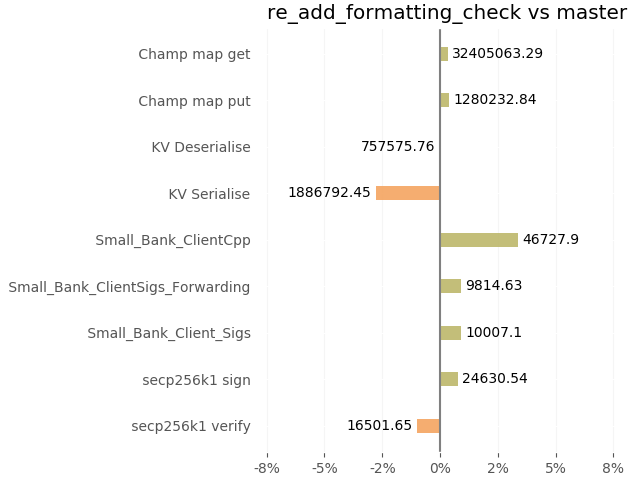 re_add_formatting_check vs master
Champ map get 32405063.29
Champ map put 1280232.84
KV Deserialise 757575.76
KV Serialise 1886792.45
Small_Bank_ClientCpp 46727.9
Small_Bank_ClientSigs_Forwarding 9814.63
Small_Bank_Client_Sigs 10007.1
secp256k1 sign 24630.54
secp256k1 verify 16501.65
-8% -5% -2% 0% 2% 5% 8%